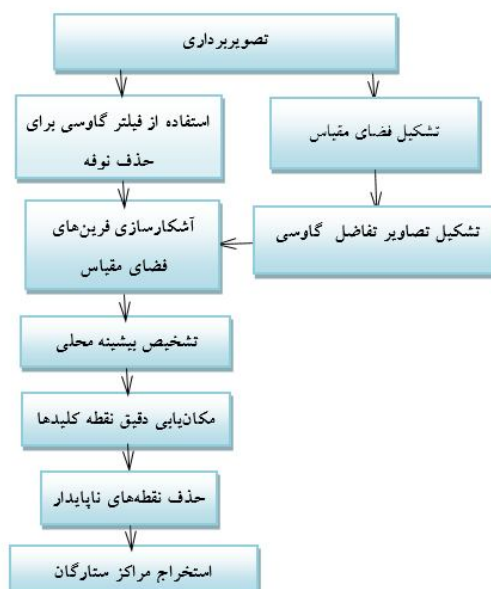 تصویربرداری
استفاده از فیلتر گاوسی برای
حذف نوفه
تشکیل فضای مقیاس
آشکارسازی فرین‌های
فضای مقیاس
تشکیل تصاویر تفاضل گاوسی
تشخیص بیشینه محلی
مکان‌یابی دقیق نقطه کلیدها
حذف نقطه‌های ناپایدار
استخراج مراکز ستارگان